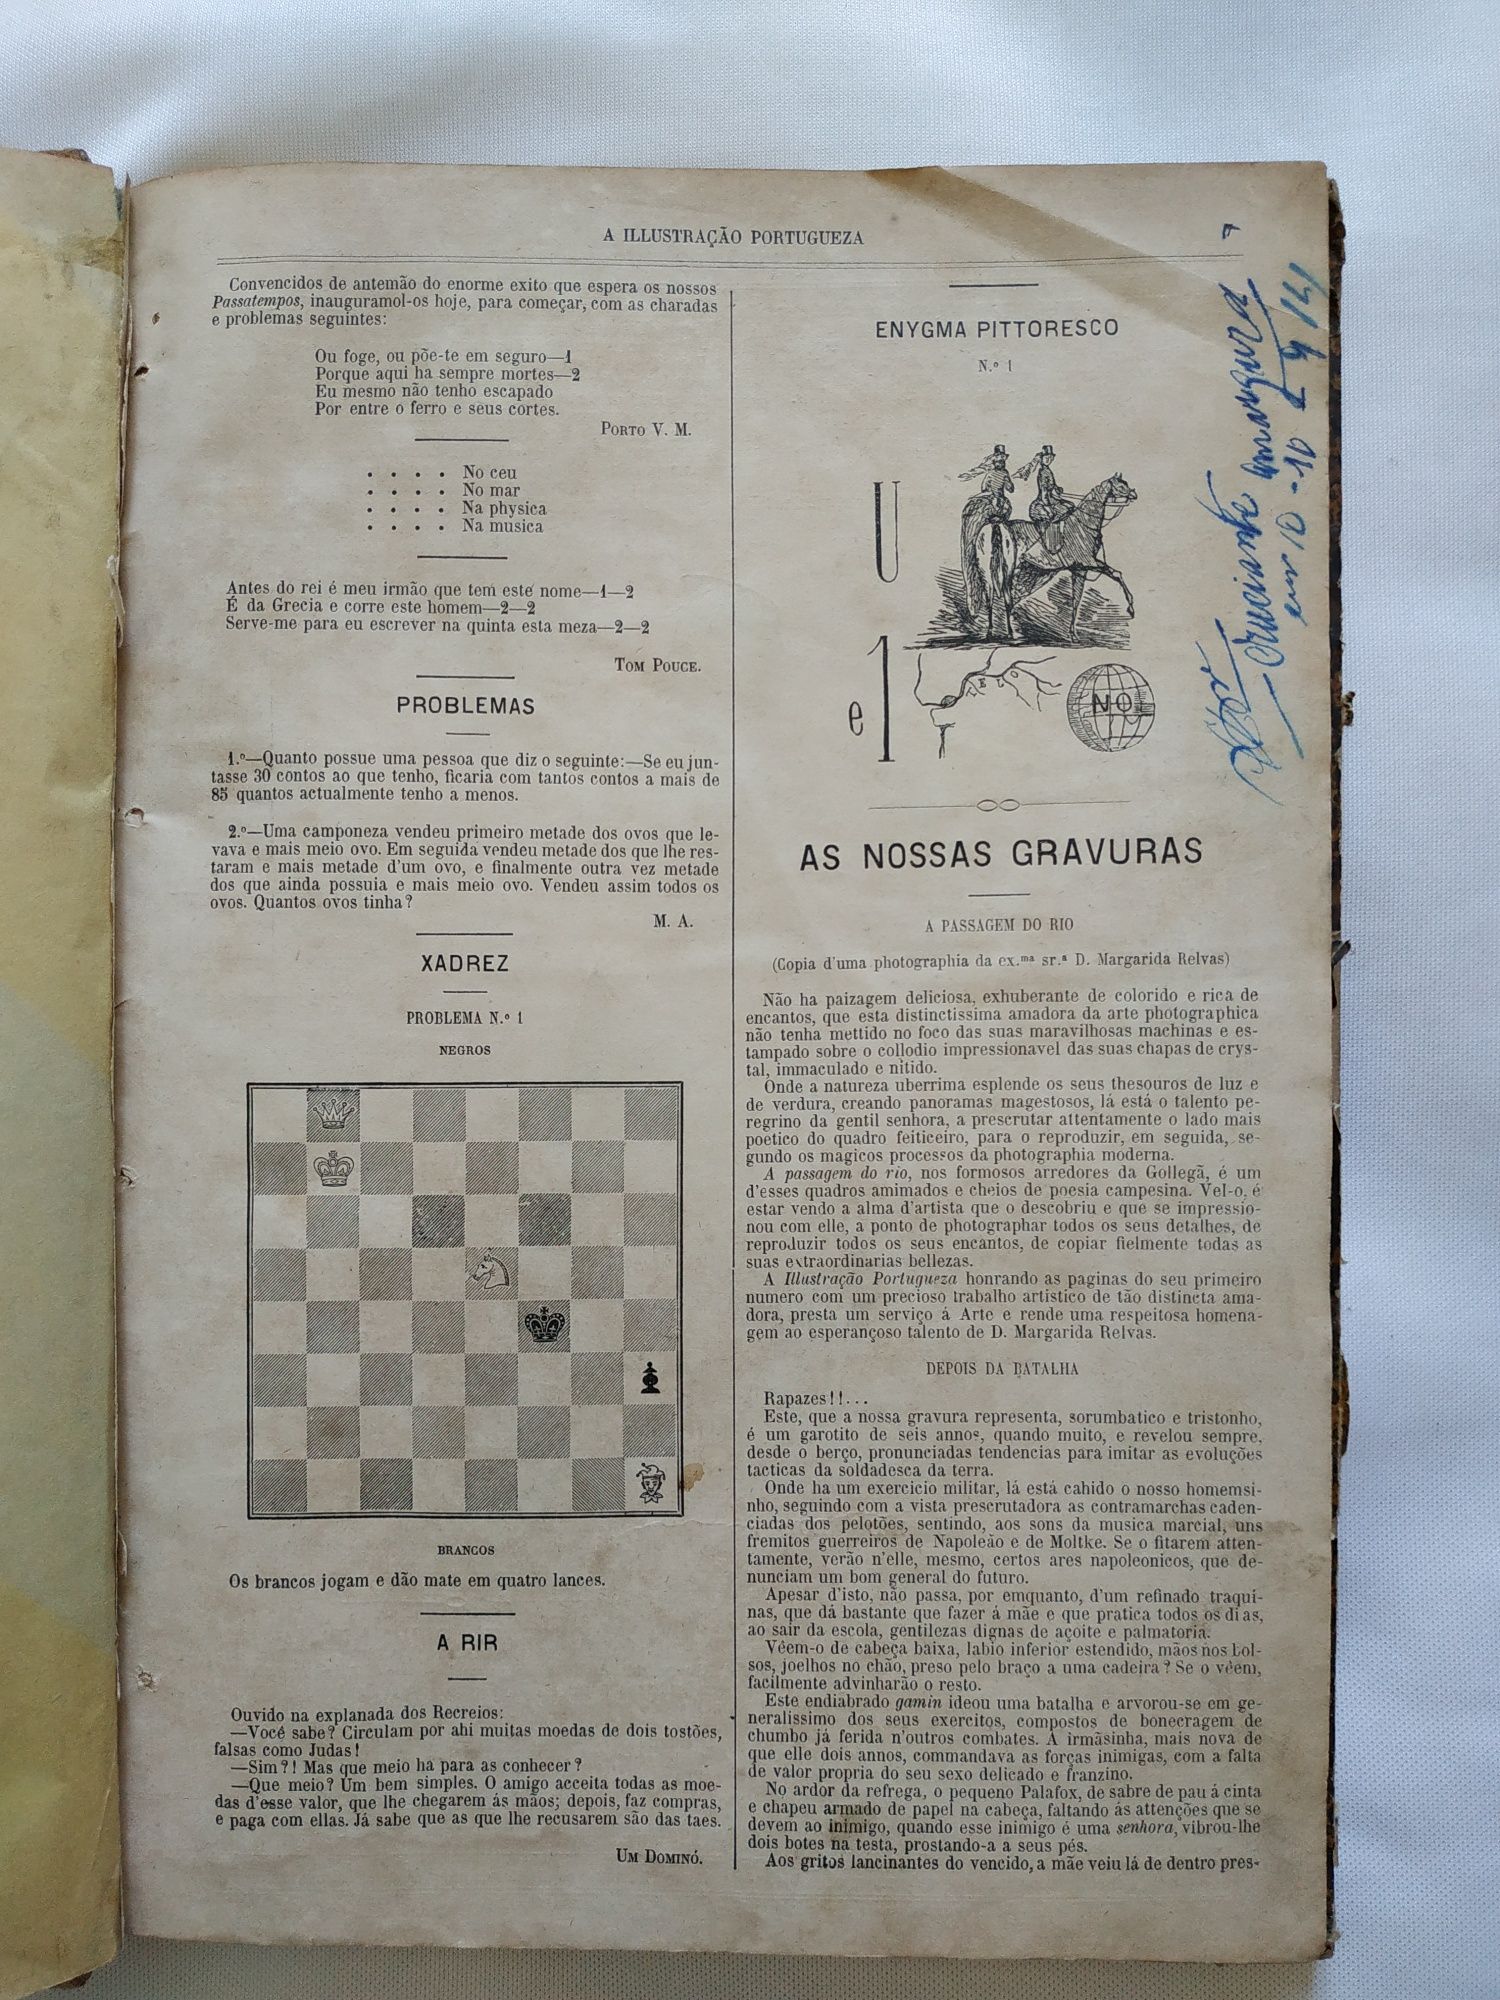 A ILLUSTRAÇÃO PORTUGUEZA
7
Convencidos de antemão do enorme exito que espera os nossos
Passatempos, inauguramol-os hoje, para começar, com as charadas
e problemas seguintes:
Ou foge, ou põe-te em seguro—1
Porque aqui ha sempre mortes—2
Eu mesmo não tenho escapado
Por entre o ferro e seus cortes.
PORTO V. M.
. . . . No ceu
. . . . No mar
. . . . Na physica
. . . . Na musica
Antes do rei é meu irmão que tem este nome—1—2
É da Grecia e corre este homem—2—2
Serve-me para eu escrever na quinta esta meza—2—2
TOM POUCE.
PROBLEMAS
1.º—Quanto possue uma pessoa que diz o seguinte:—Se eu jun-
tasse 30 contos ao que tenho, ficaria com tantos contos a mais de
85 quantos actualmente tenho a menos.
2.º—Uma camponeza vendeu primeiro metade dos ovos que le-
vava e mais meio ovo. Em seguida vendeu metade dos que lhe res-
taram e mais metade d'um ovo, e finalmente outra vez metade
dos que ainda possuia e mais meio ovo. Vendeu assim todos os
ovos. Quantos ovos tinha?
M. A.
XADREZ
PROBLEMA N.º 1
NEGROS
BRANCOS
Os brancos jogam e dão mate em quatro lances.
A RIR
Ouvido na explanada dos Recreios:
—Você sabe? Circulam por ahi muitas moedas de dois tostões,
falsas como Judas!
—Sim?! Mas que meio ha para as conhecer?
—Que meio? Um bem simples. O amigo acceita todas as moe-
das d'esse valor, que lhe chegarem ás mãos; depois, faz compras,
e paga com ellas. Já sabe que as que lhe recusarem são das taes.
UM DOMINÓ.
ENYGMA PITTORESCO
N.º 1
U
e 1
TEJO
NO
AS NOSSAS GRAVURAS
A PASSAGEM DO RIO
(Copia d'uma photographia da ex.ma sr.ª D. Margarida Relvas)
Não ha paizagem deliciosa, exhuberante de colorido e rica de
encantos, que esta distinctissima amadora da arte photographica
não tenha mettido no foco das suas maravilhosas machinas e es-
tampado sobre o collodio impressionavel das suas chapas de crys-
tal, immaculado e nitido.
Onde a natureza uberrima esplende os seus thesouros de luz e
de verdura, creando panoramas magestosos, lá está o talento pe-
regrino da gentil senhora, a prescrutar attentamente o lado mais
poetico do quadro feiticeiro, para o reproduzir, em seguida, se-
gundo os magicos processos da photographia moderna.
A passagem do rio, nos formosos arredores da Gollegã, é um
d'esses quadros amimados e cheios de poesia campesina. Vel-o, é
estar vendo a alma d'artista que o descobriu e que se impressio-
nou com elle, a ponto de photographar todos os seus detalhes, de
reproduzir todos os seus encantos, de copiar fielmente todas as
suas extraordinarias bellezas.
A Illustração Portugueza honrando as paginas do seu primeiro
numero com um precioso trabalho artistico de tão distincta ama-
dora, presta um serviço á Arte e rende uma respeitosa homena-
gem ao esperançoso talento de D. Margarida Relvas.
DEPOIS DA BATALHA
Rapazes!!...
Este, que a nossa gravura representa, sorumbatico e tristonho,
é um garotito de seis annos, quando muito, e revelou sempre,
desde o berço, pronunciadas tendencias para imitar as evoluções
tacticas da soldadesca da terra.
Onde ha um exercicio militar, lá está cahido o nosso homemsi-
nho, seguindo com a vista prescrutadora as contramarchas caden-
ciadas dos pelotões, sentindo, aos sons da musica marcial, uns
fremitos guerreiros de Napoleão e de Moltke. Se o fitarem atten-
tamente, verão n'elle, mesmo, certos ares napoleonicos, que de-
nunciam um bom general do futuro.
Apesar d'isto, não passa, por emquanto, d'um refinado traqui-
nas, que dá bastante que fazer á mãe e que pratica todos os dias,
ao sair da escola, gentilezas dignas de açoite e palmatoria.
Vêem-o de cabeça baixa, labio inferior estendido, mãos nos bol-
sos, joelhos no chão, preso pelo braço a uma cadeira? Se o vêem,
facilmente advinharão o resto.
Este endiabrado gamin ideou uma batalha e arvorou-se em ge-
neralissimo dos seus exercitos, compostos de bonecragem de
chumbo já ferida n'outros combates. A irmãsinha, mais nova de
que elle dois annos, commandava as forças inimigas, com a falta
de valor propria do seu sexo delicado e franzino.
No ardor da refrega, o pequeno Palafox, de sabre de pau á cinta
e chapeu armado de papel na cabeça, faltando ás attenções que se
devem ao inimigo, quando esse inimigo é uma senhora, vibrou-lhe
dois botes na testa, prostando-a a seus pés.
Aos gritos lancinantes do vencido, a mãe veiu lá de dentro pres-
cruciante amargura
em 10-10